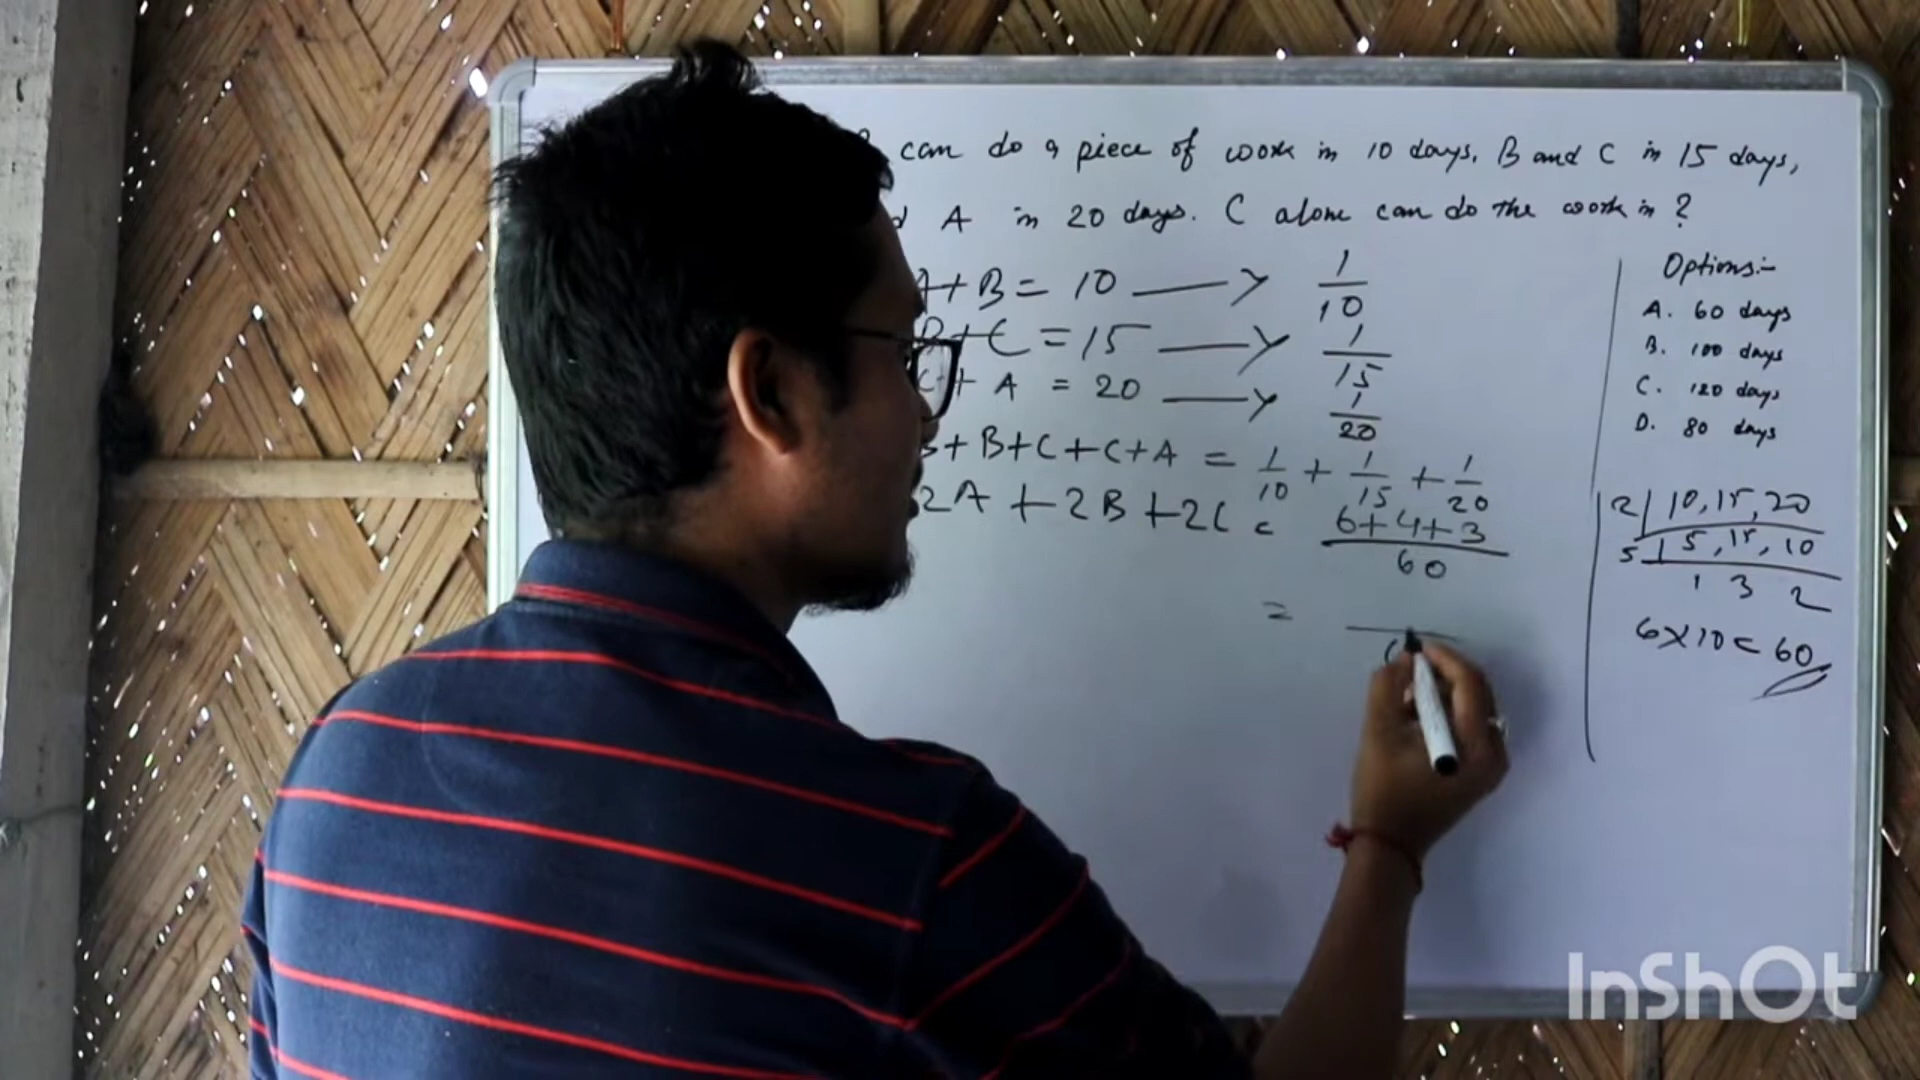 can do a piece of work in 10 days. B and C in 15 days,
A in 20 days. C alone can do the work in ?
A+B = 10 → 1/10
B+C = 15 → 1/15
C+A = 20 → 1/20
B+B+C+C+A = 1/10 + 1/15 + 1/20
2A+2B+2C = 6+4+3/60
=
Options:-
A. 60 days
B. 100 days
C. 120 days
D. 80 days
2 | 10, 15, 20
5 | 5, 15, 10
1 3 2
6×10 = 60
InShOt